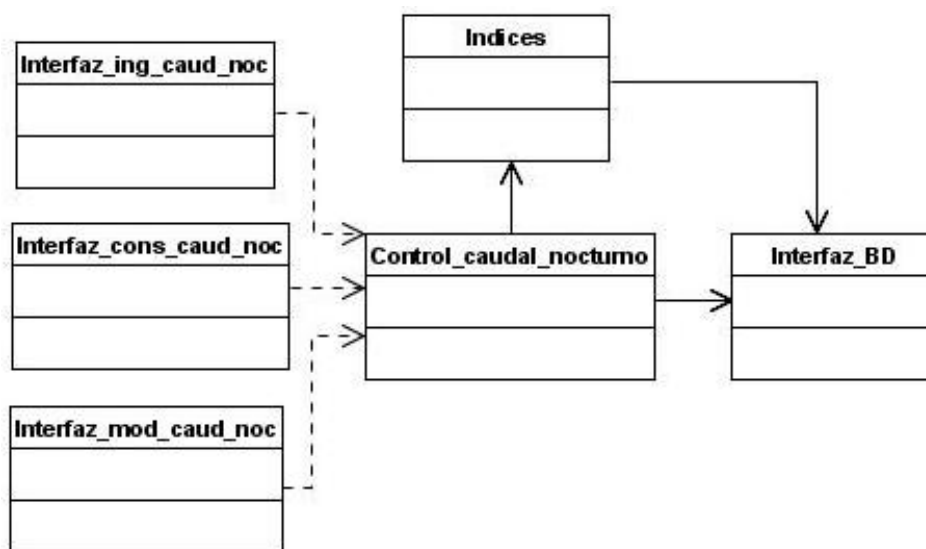 Indices
Interfaz_ing_caud_noc
Interfaz_cons_caud_noc
Control_caudal_nocturno
Interfaz_BD
Interfaz_mod_caud_noc